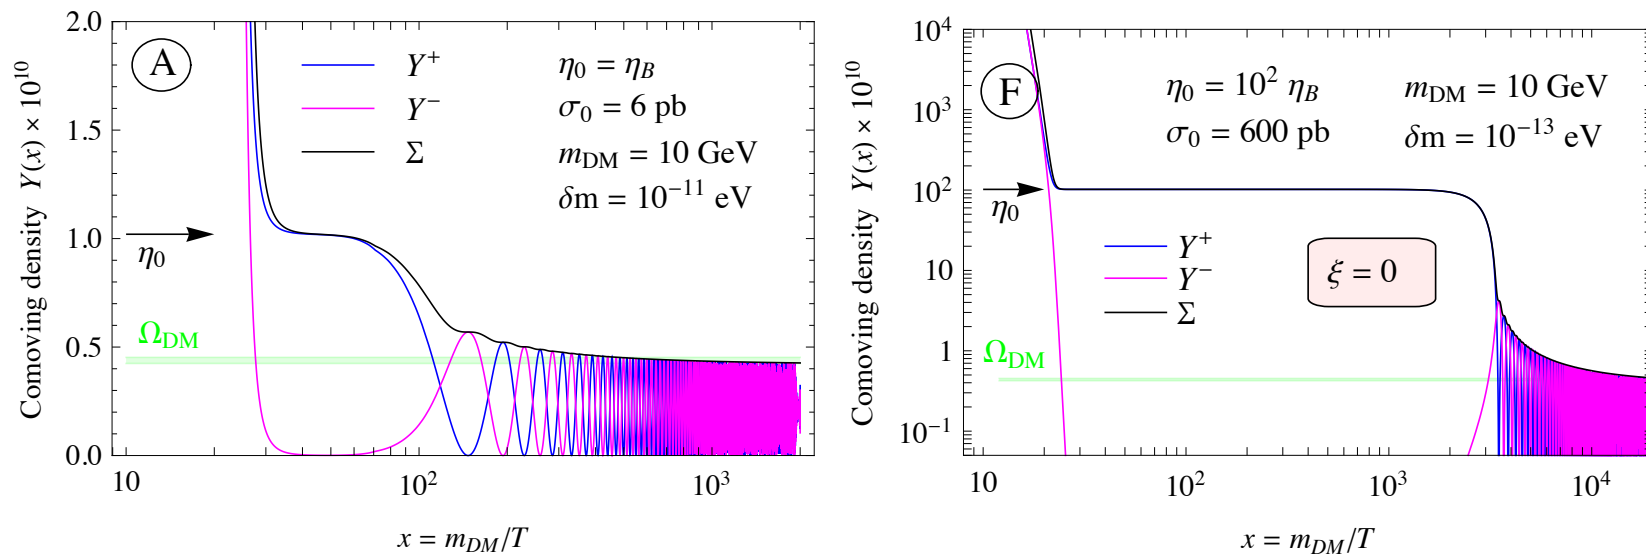 Comoving density Y(x) × 10¹⁰
2.0
1.5
1.0
0.5
0.0
A
Y⁺
Y⁻
Σ
η₀ = η_B
σ₀ = 6 pb
m_DM = 10 GeV
δm = 10⁻¹¹ eV
η₀
Ω_DM
10
10²
10³
x = m_DM/T
Comoving density Y(x) × 10¹⁰
10⁴
10³
10²
10
1
10⁻¹
F
η₀ = 10² η_B
m_DM = 10 GeV
σ₀ = 600 pb
δm = 10⁻¹³ eV
η₀
Y⁺
Y⁻
Σ
ξ = 0
Ω_DM
10
10²
10³
10⁴
x = m_DM/T